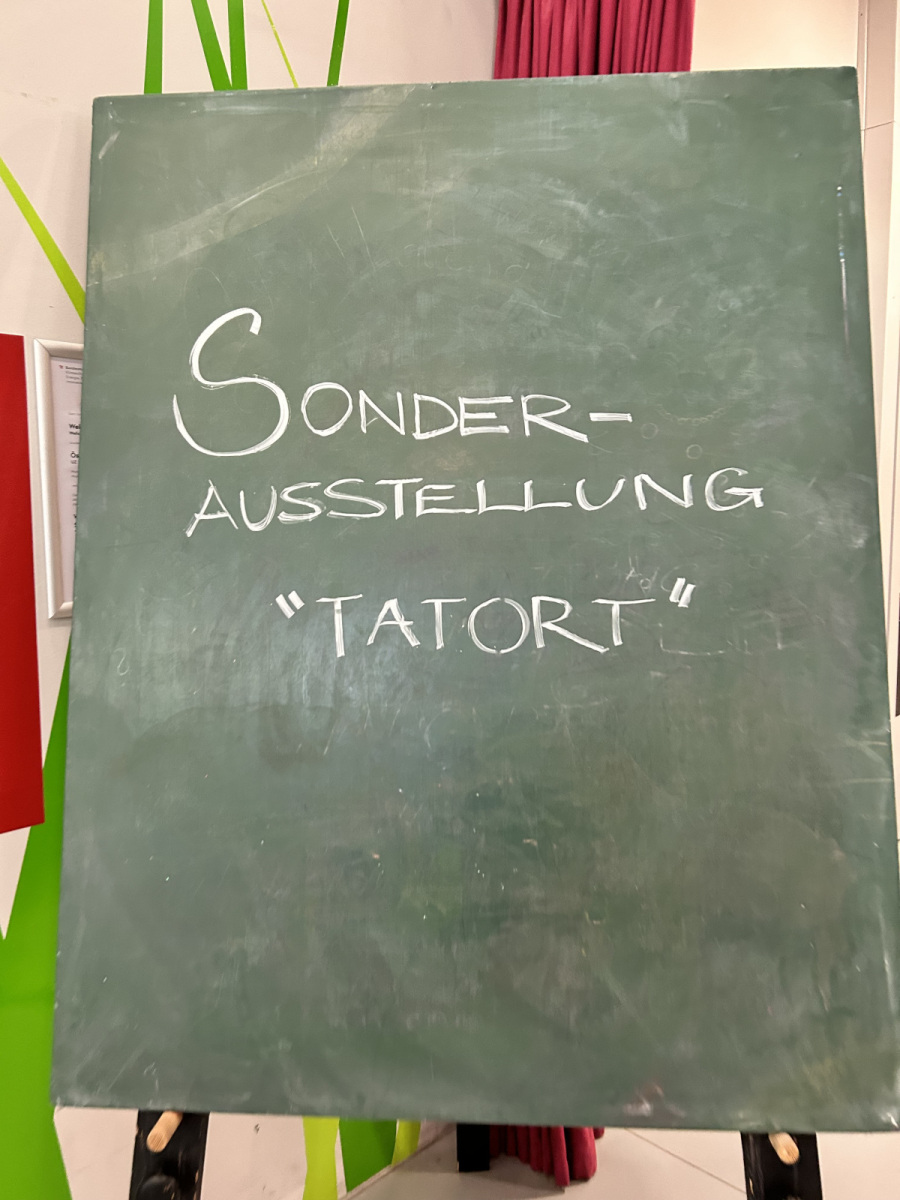 SONDER-
AUSSTELLUNG
"TATORT"